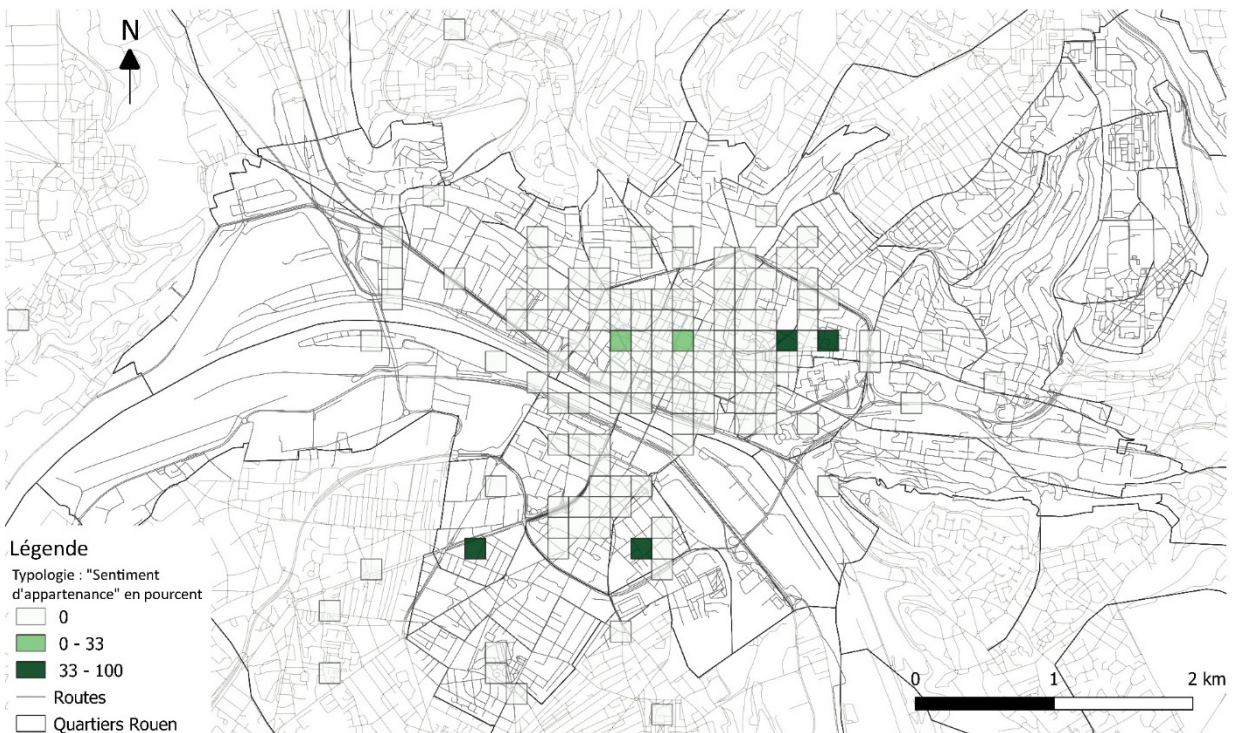 N
Légende
Typologie : "Sentiment
d'appartenance" en pourcent
0
0 - 33
33 - 100
Routes
Quartiers Rouen
0 1 2 km